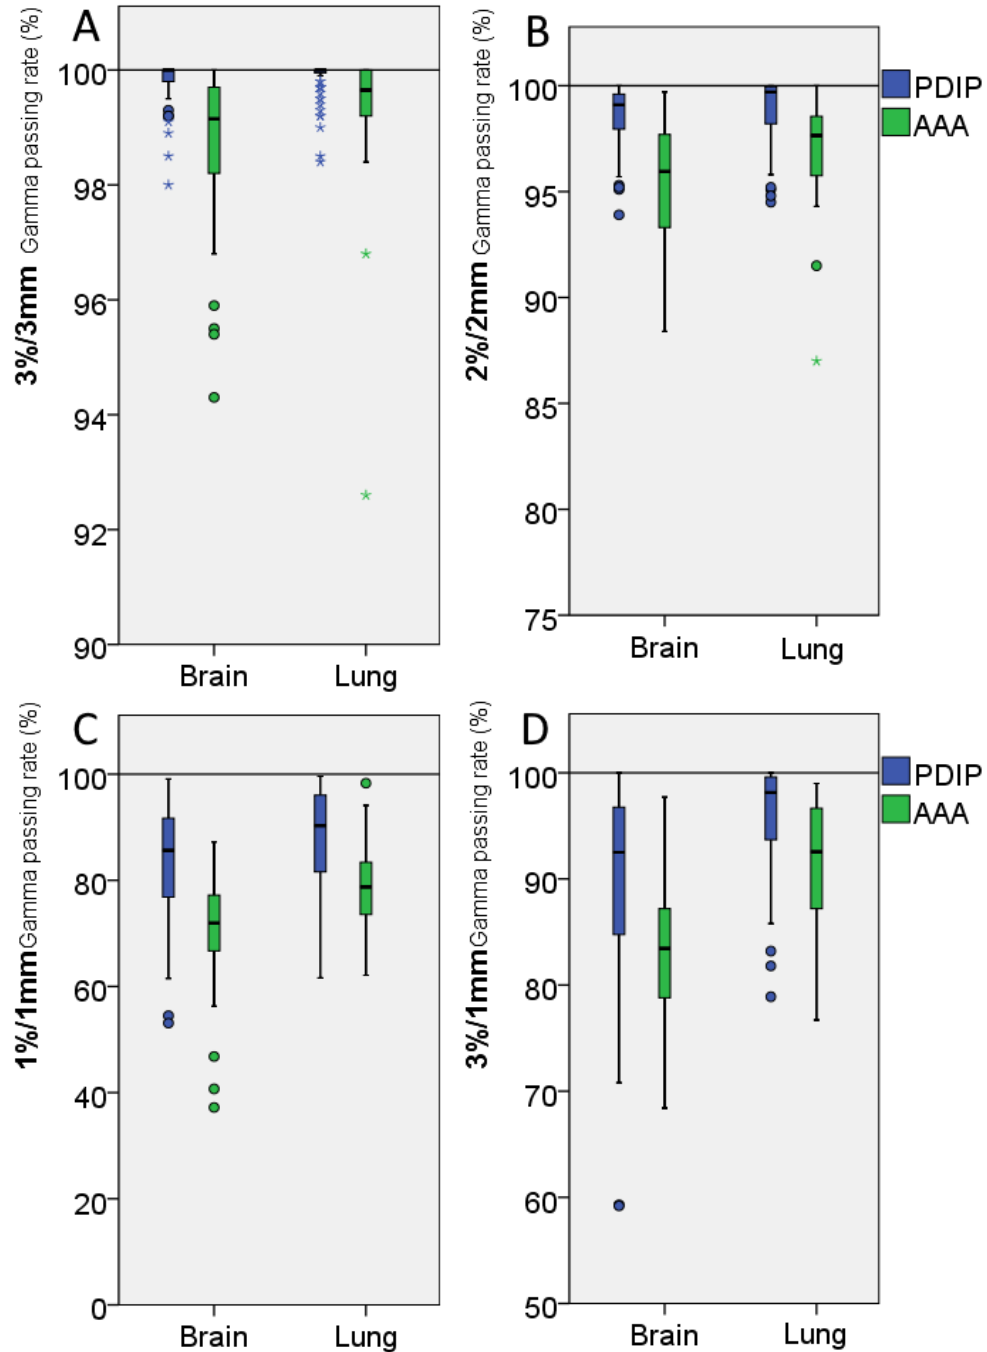 A
3%/3mm Gamma passing rate (%)
100
98
96
94
92
90
Brain
Lung
B
2%/2mm Gamma passing rate (%)
100
95
90
85
80
75
Brain
Lung
PDIP
AAA
C
1%/1mm Gamma passing rate (%)
100
80
60
40
20
0
Brain
Lung
D
3%/1mm Gamma passing rate (%)
100
90
80
70
60
50
Brain
Lung
PDIP
AAA